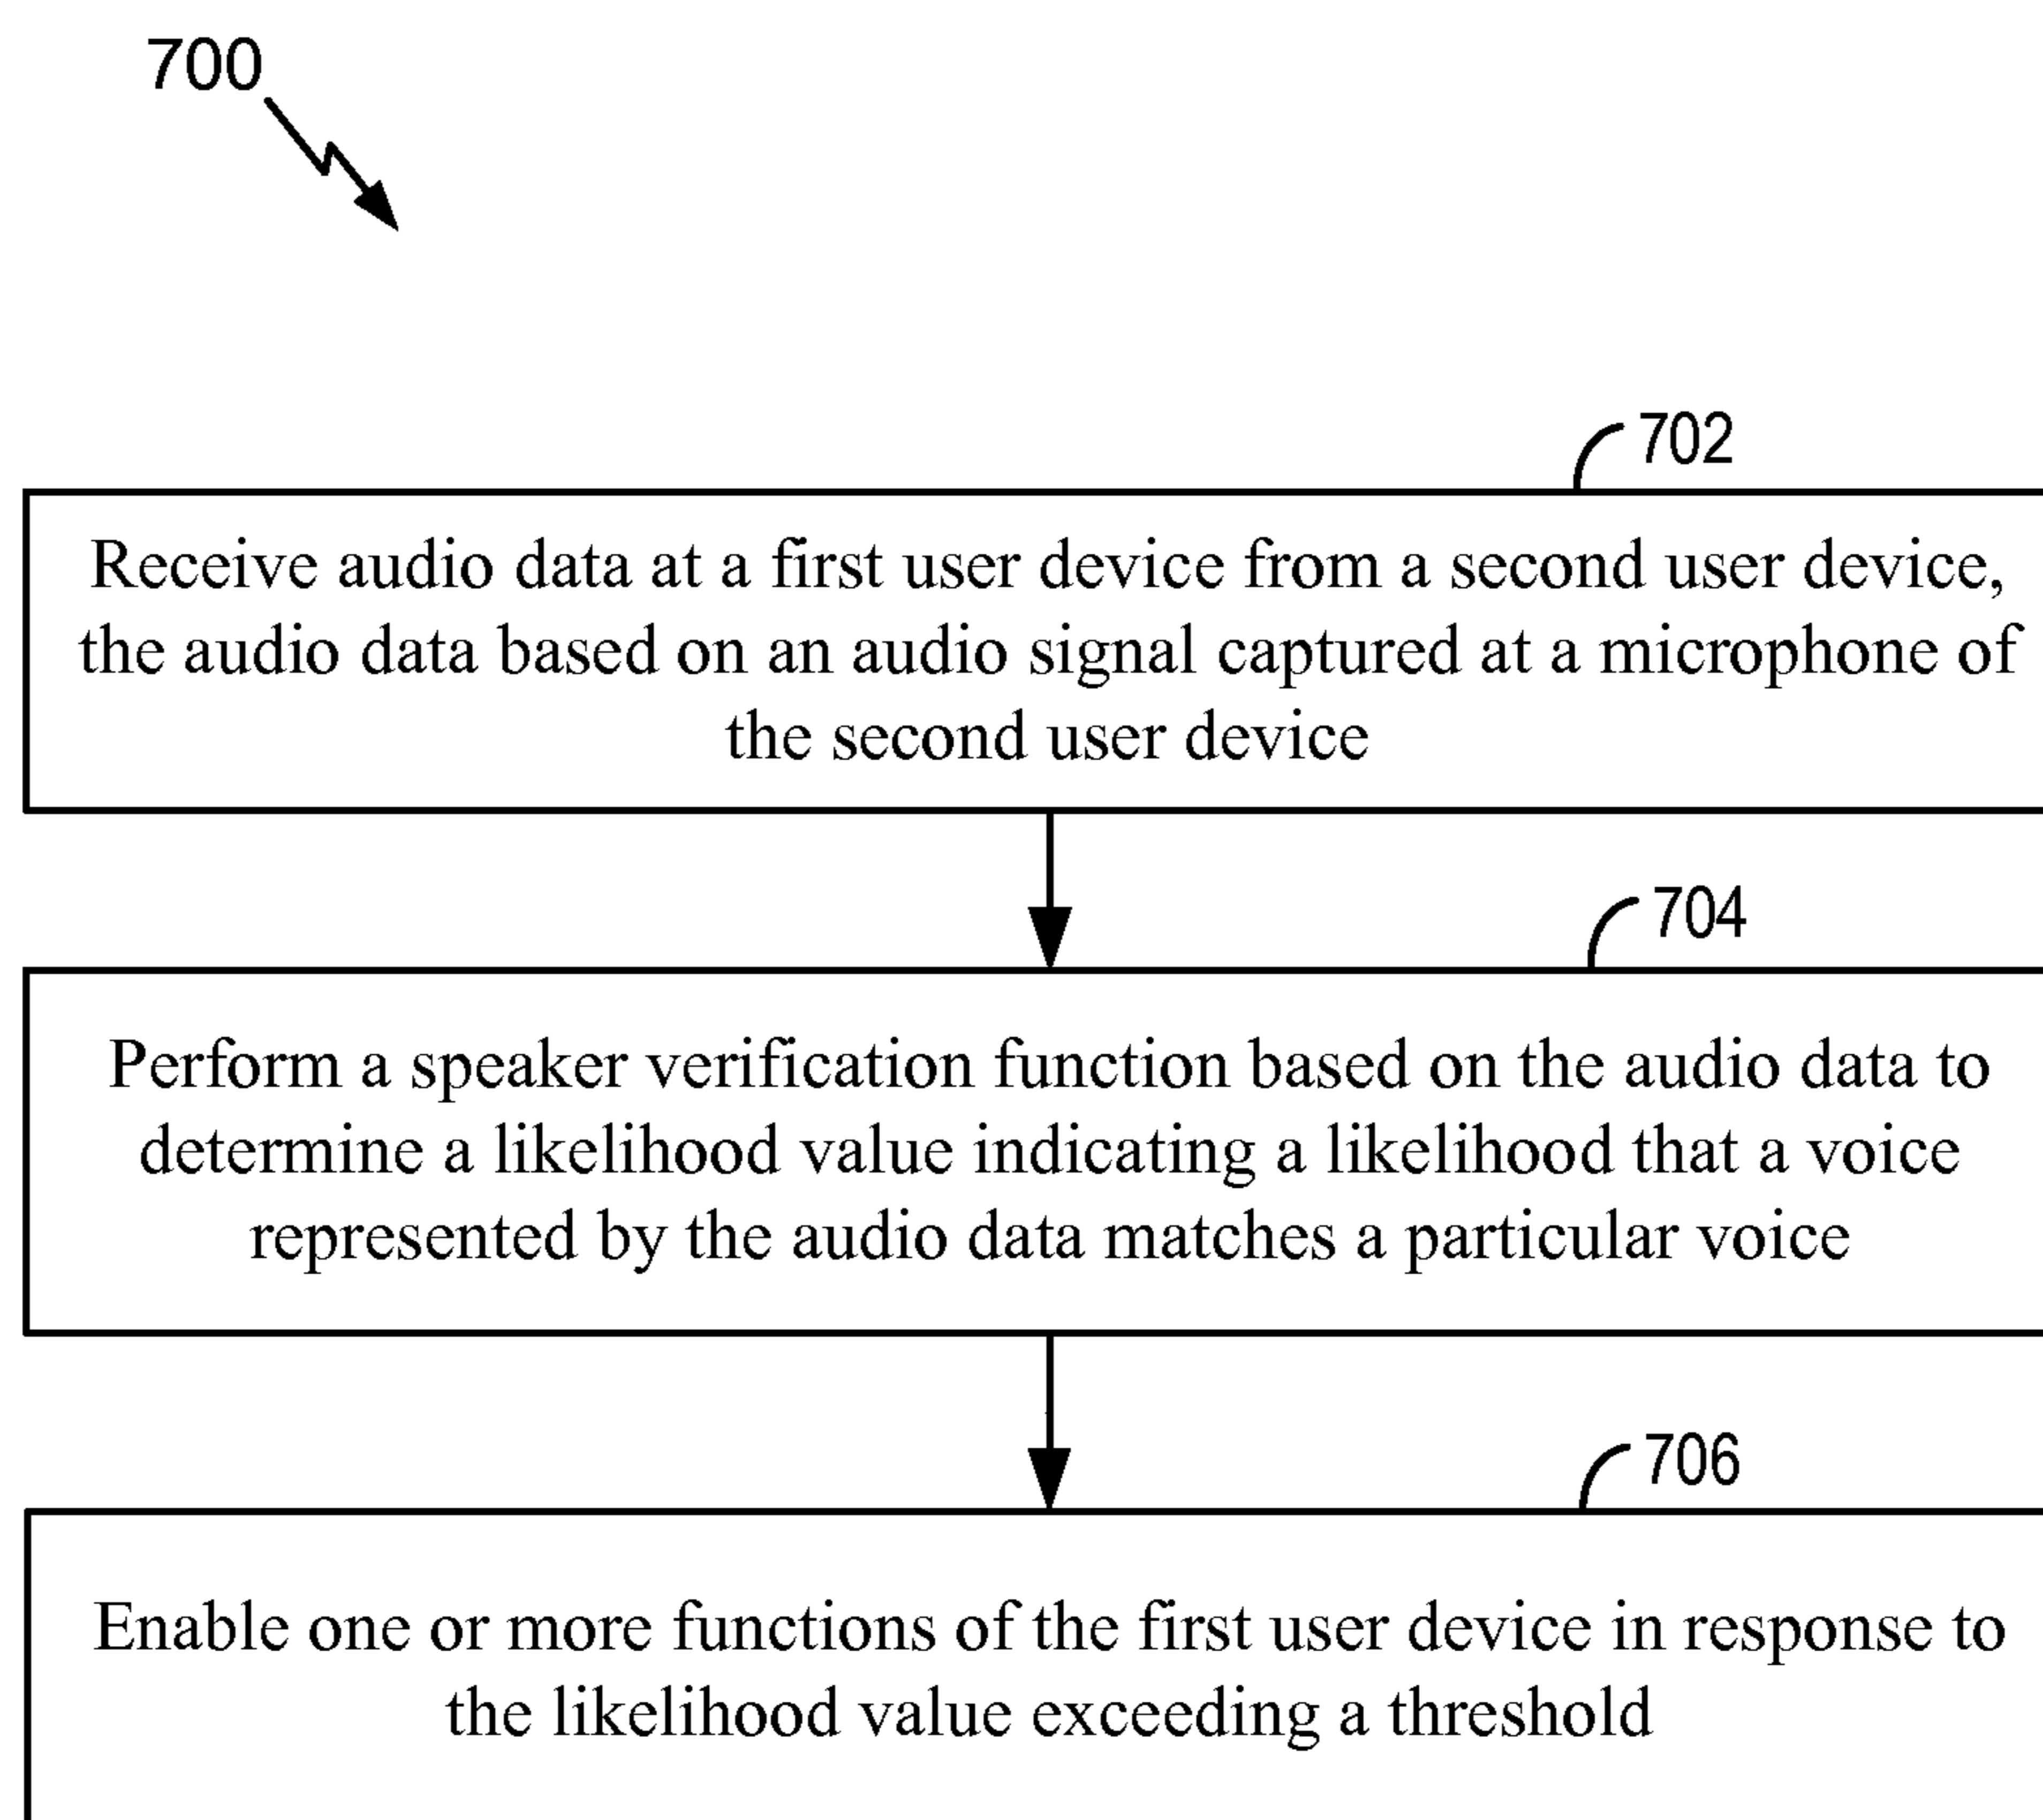 700
702
Receive audio data at a first user device from a second user device,
the audio data based on an audio signal captured at a microphone of
the second user device
704
Perform a speaker verification function based on the audio data to
determine a likelihood value indicating a likelihood that a voice
represented by the audio data matches a particular voice
706
Enable one or more functions of the first user device in response to
the likelihood value exceeding a threshold